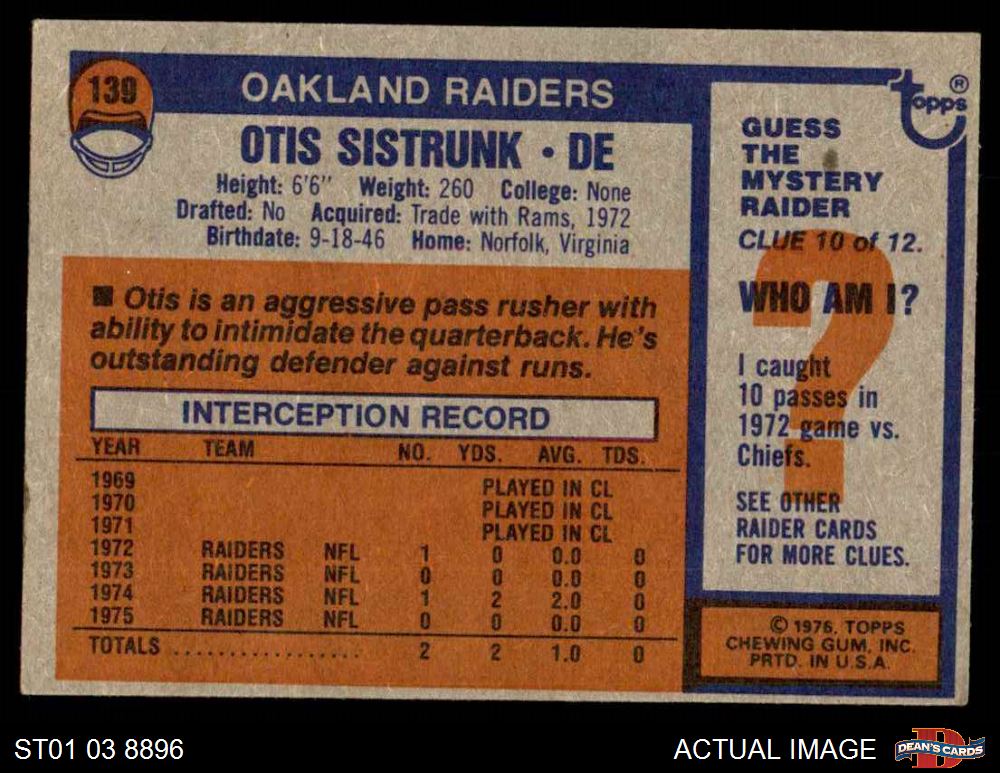 139
OAKLAND RAIDERS
OTIS SISTRUNK • DE
Height: 6'6" Weight: 260 College: None
Drafted: No Acquired: Trade with Rams, 1972
Birthdate: 9-18-46 Home: Norfolk, Virginia
■ Otis is an aggressive pass rusher with
ability to intimidate the quarterback. He's
outstanding defender against runs.
INTERCEPTION RECORD
YEAR TEAM NO. YDS. AVG. TDS.
1969 PLAYED IN CL
1970 PLAYED IN CL
1971 PLAYED IN CL
1972 RAIDERS NFL 1 0 0.0 0
1973 RAIDERS NFL 0 0 0.0 0
1974 RAIDERS NFL 1 2 2.0 0
1975 RAIDERS NFL 0 0 0.0 0
TOTALS .................. 2 2 1.0 0
Topps ®
GUESS
THE
MYSTERY
RAIDER
CLUE 10 of 12.
?
WHO AM I?
I caught
10 passes in
1972 game vs.
Chiefs.
SEE OTHER
RAIDER CARDS
FOR MORE CLUES.
© 1976, TOPPS
CHEWING GUM, INC.
PRTD. IN U.S.A.
ST01 03 8896
ACTUAL IMAGE
D
DEAN'S CARDS